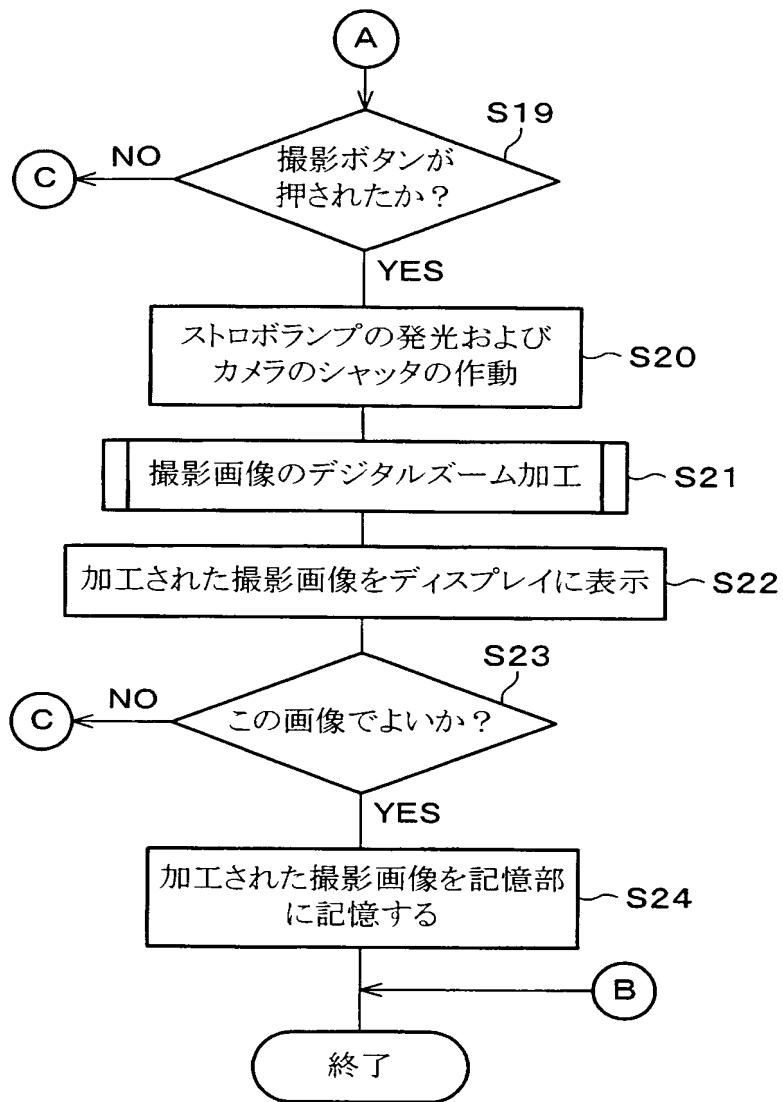 A
S19
撮影ボタンが
押されたか？
NO
C
YES
ストロボランプの発光および
カメラのシャッタの作動
S20
撮影画像のデジタルズーム加工
S21
加工された撮影画像をディスプレイに表示
S22
S23
この画像でよいか？
NO
C
YES
加工された撮影画像を記憶部
に記憶する
S24
B
終了